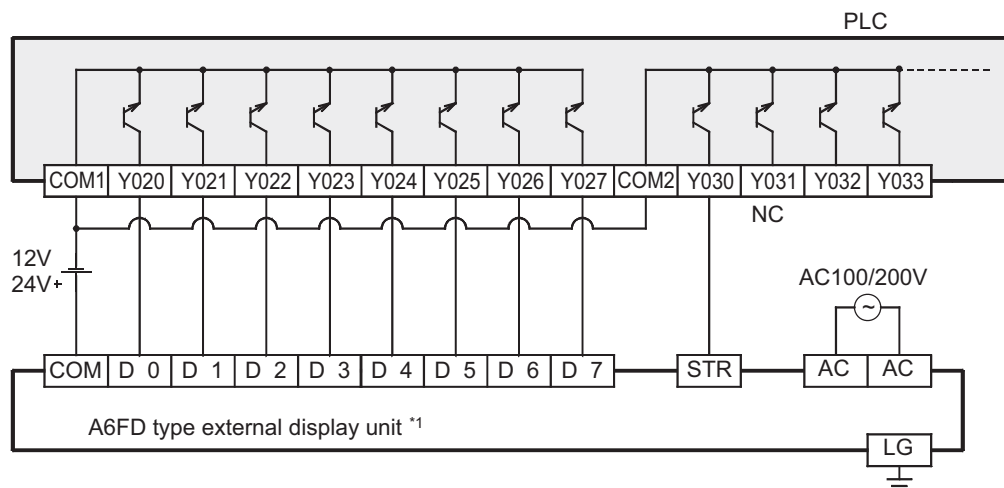 PLC
COM1 Y020 Y021 Y022 Y023 Y024 Y025 Y026 Y027 COM2 Y030 Y031 Y032 Y033
NC
12V
24V+
AC100/200V
~
COM D 0 D 1 D 2 D 3 D 4 D 5 D 6 D 7 STR AC AC
A6FD type external display unit *1
LG